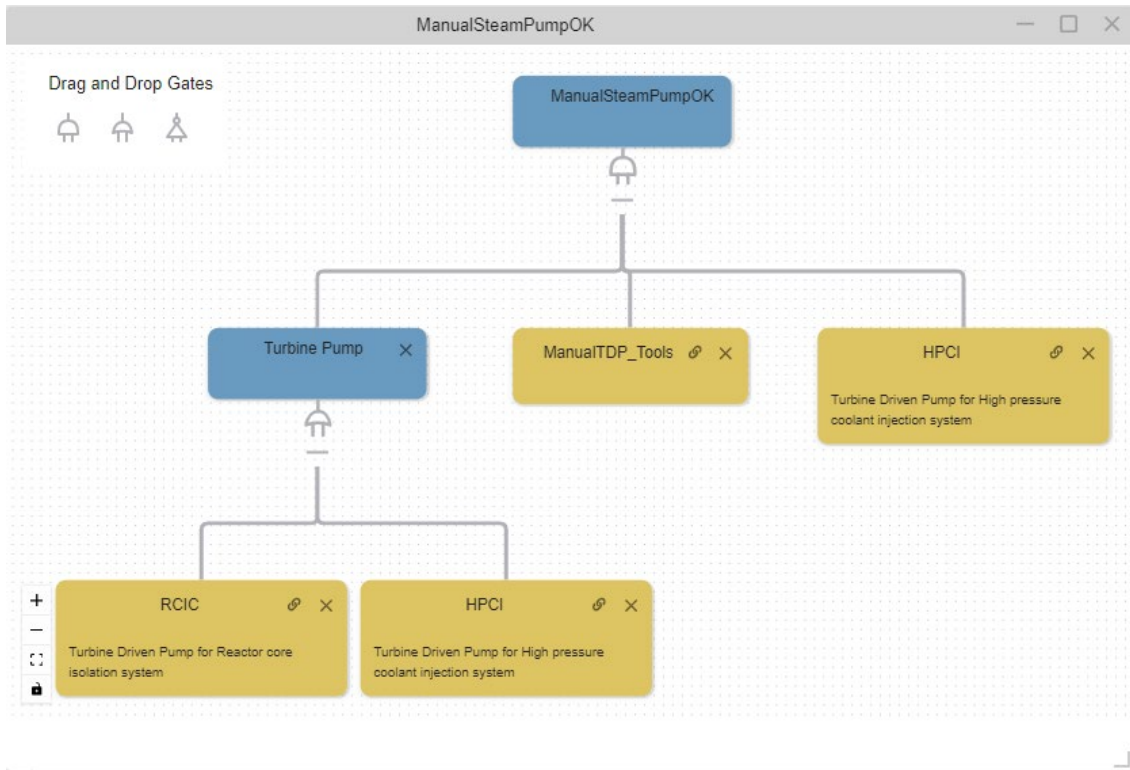 ManualSteamPumpOK
Drag and Drop Gates
ManualSteamPumpOK
Turbine Pump
ManualTDP_Tools
HPCI
Turbine Driven Pump for High pressure
coolant injection system
RCIC
Turbine Driven Pump for Reactor core
isolation system
HPCI
Turbine Driven Pump for High pressure
coolant injection system